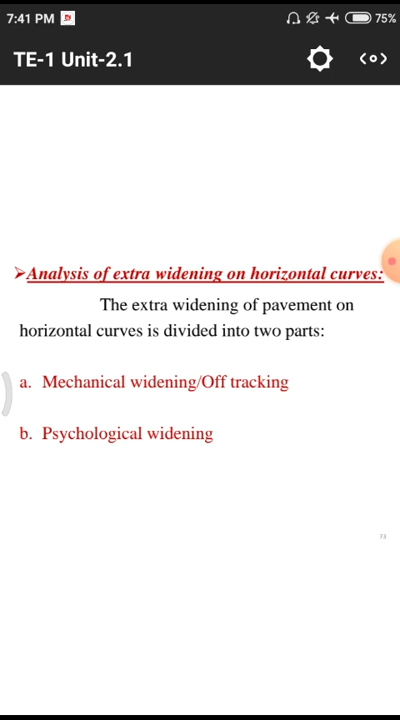 7:41 PM
75%
TE-1 Unit-2.1
➢Analysis of extra widening on horizontal curves:
The extra widening of pavement on
horizontal curves is divided into two parts:
a. Mechanical widening/Off tracking
b. Psychological widening
73